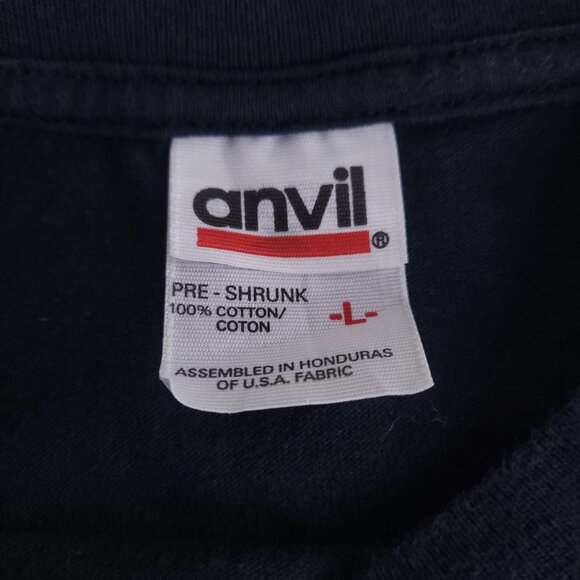 anvil®
PRE - SHRUNK
100% COTTON/
COTON
-L-
ASSEMBLED IN HONDURAS
OF U.S.A. FABRIC